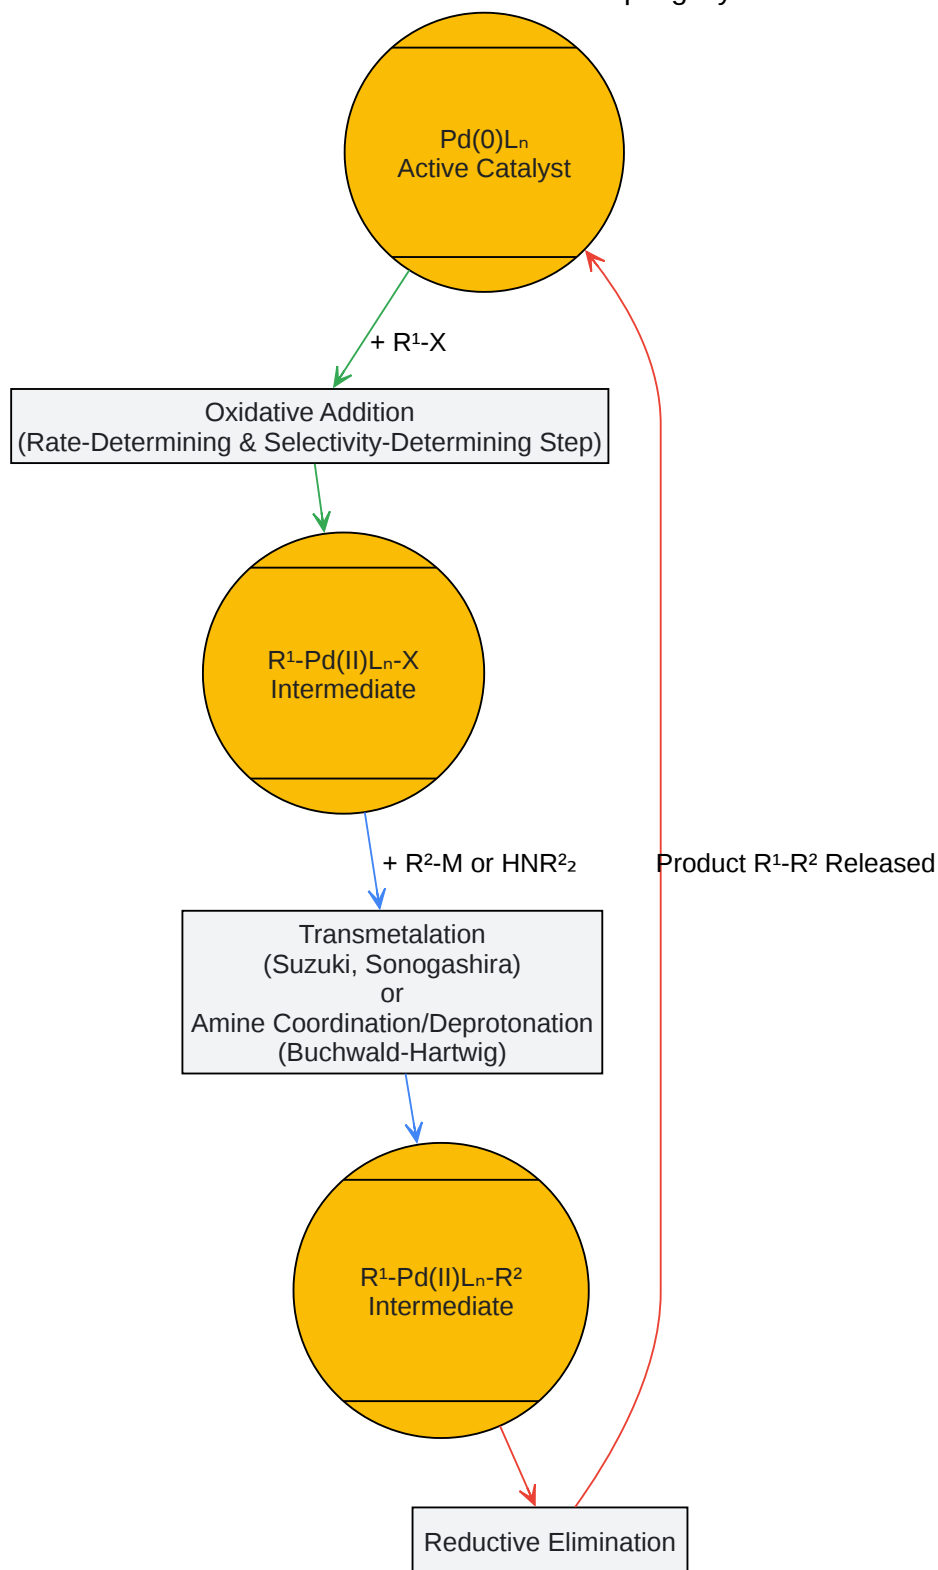 Pd(0)Lₙ
Active Catalyst
+ R¹-X
Oxidative Addition
(Rate-Determining & Selectivity-Determining Step)
R¹-Pd(II)Lₙ-X
Intermediate
+ R²-M or HNR²₂
Product R¹-R² Released
Transmetalation
(Suzuki, Sonogashira)
or
Amine Coordination/Deprotonation
(Buchwald-Hartwig)
R¹-Pd(II)Lₙ-R²
Intermediate
Reductive Elimination